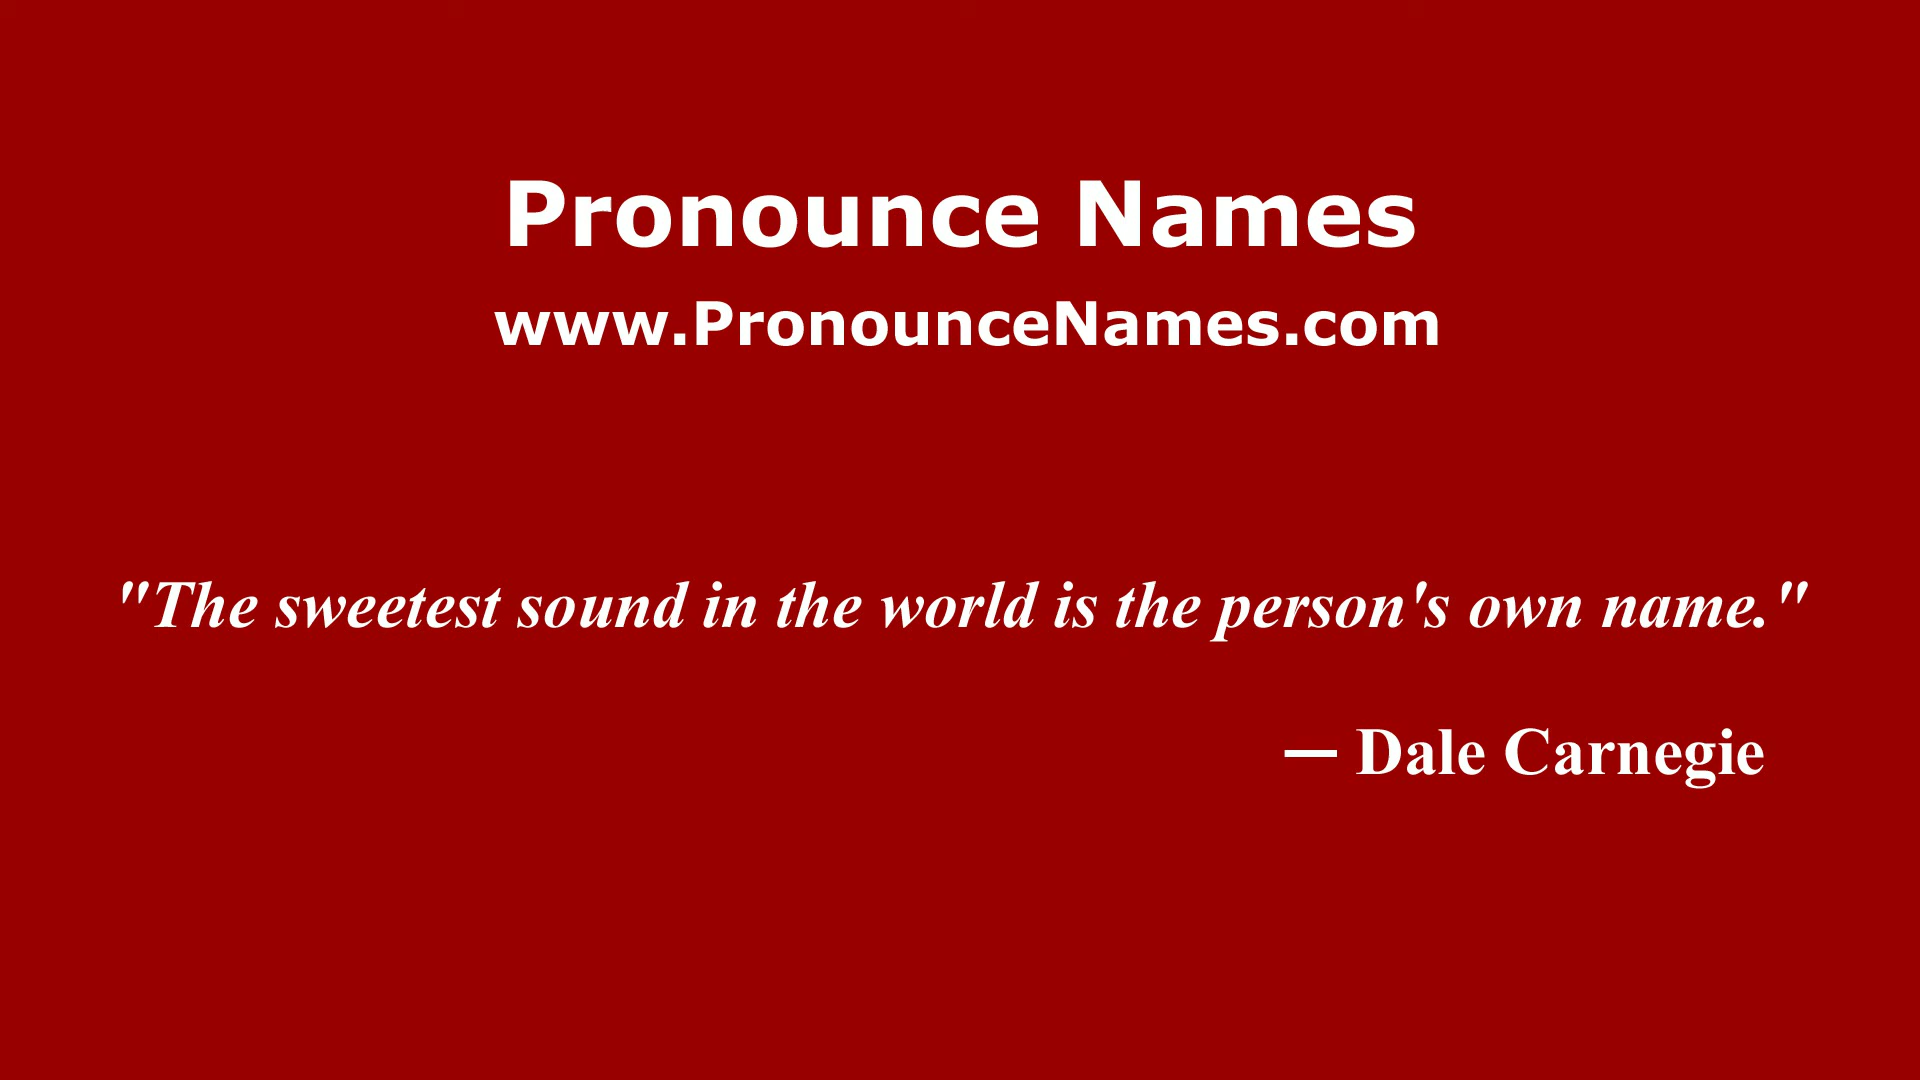 Pronounce Names
www.PronounceNames.com
"The sweetest sound in the world is the person's own name."
— Dale Carnegie